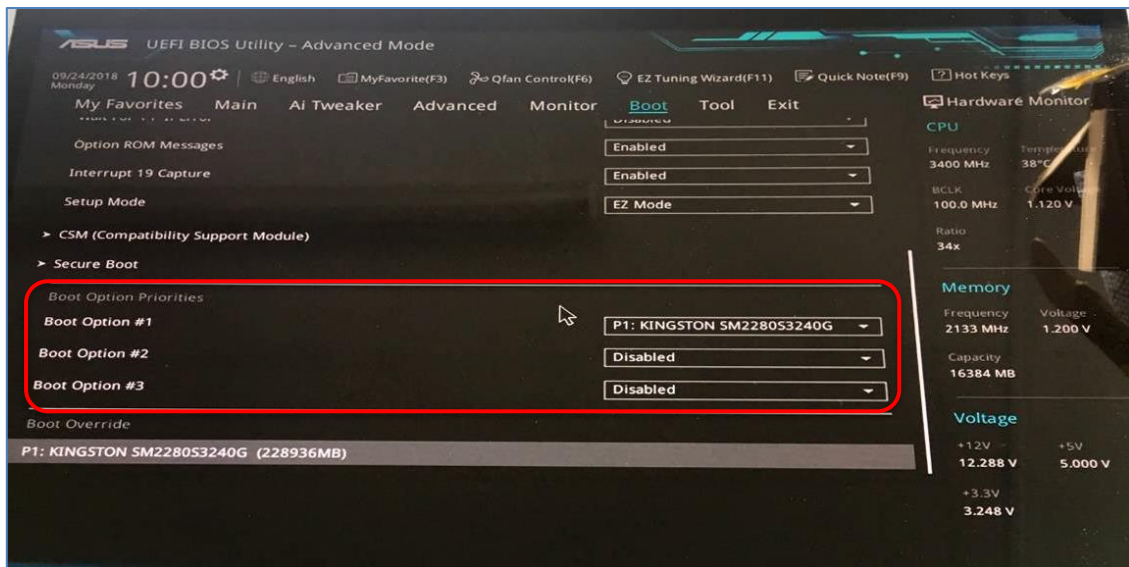 ASUS UEFI BIOS Utility – Advanced Mode
09/24/2018 Monday 10:00 English MyFavorite(F3) Qfan Control(F6) EZ Tuning Wizard(F11) Quick Note(F9) Hot Keys
My Favorites Main Ai Tweaker Advanced Monitor Boot Tool Exit
Disabled
Option ROM Messages Enabled
Interrupt 19 Capture Enabled
Setup Mode EZ Mode
> CSM (Compatibility Support Module)
> Secure Boot
Boot Option Priorities
Boot Option #1 P1: KINGSTON SM2280S3240G
Boot Option #2 Disabled
Boot Option #3 Disabled
Boot Override
P1: KINGSTON SM2280S3240G (228936MB)
Hardware Monitor
CPU
Frequency Temperature
3400 MHz 38°C
BCLK Core Voltage
100.0 MHz 1.120 V
Ratio
34x
Memory
Frequency Voltage
2133 MHz 1.200 V
Capacity
16384 MB
Voltage
+12V +5V
12.288 V 5.000 V
+3.3V
3.248 V